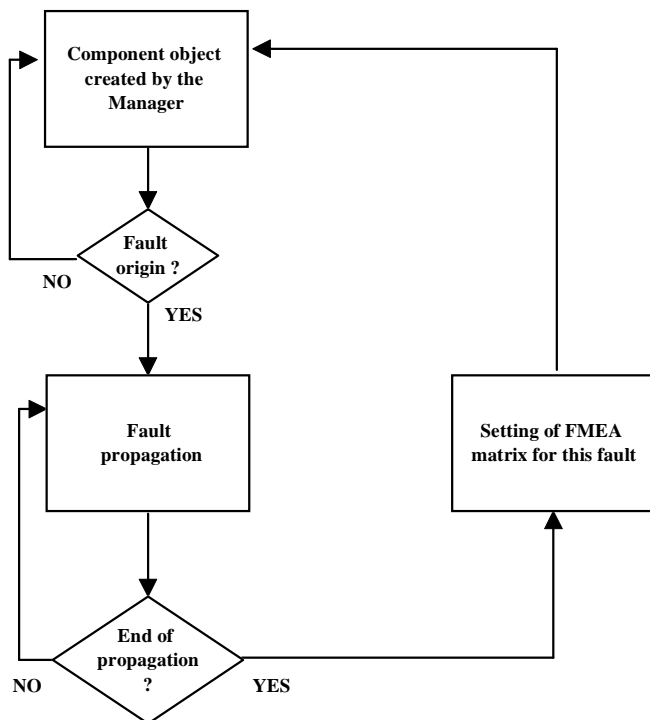 Component object
created by the
Manager
Fault
origin ?
NO
YES
Fault
propagation
Setting of FMEA
matrix for this fault
End of
propagation
?
NO
YES